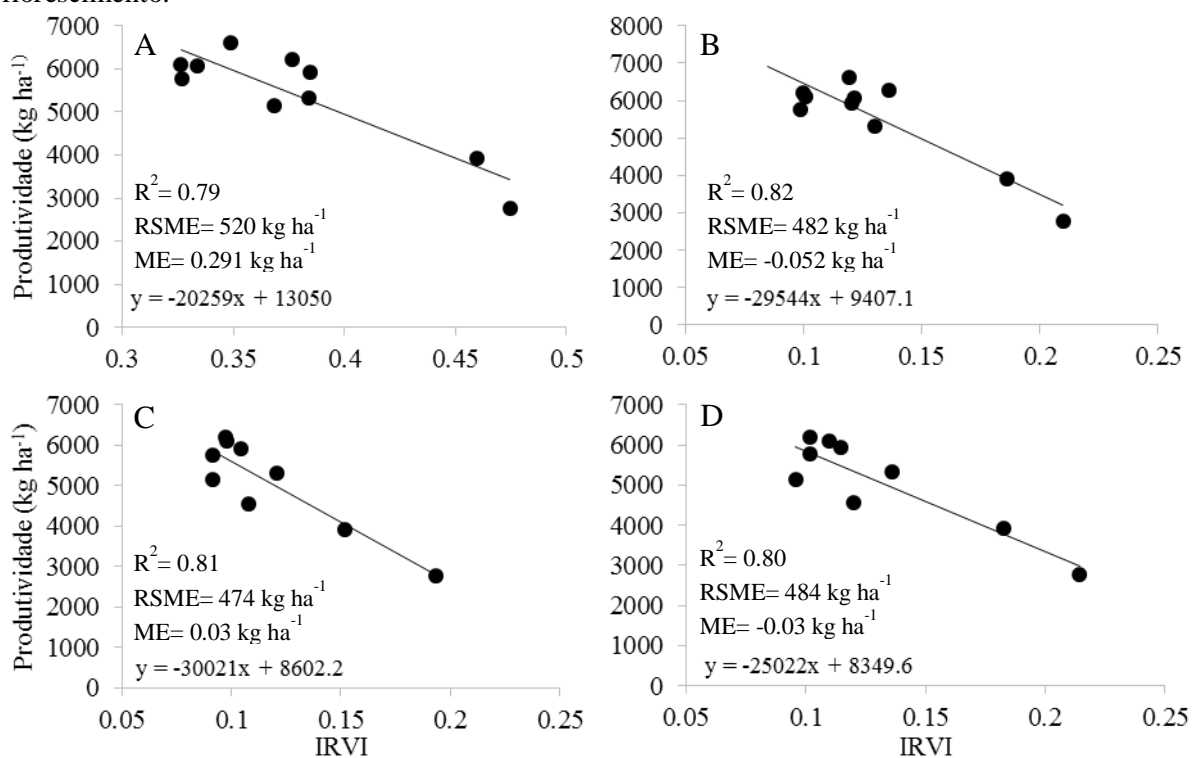 7000
6000
5000
4000
3000
2000
1000
0
Produtividade (kg ha⁻¹)
A
R²= 0.79
RSME= 520 kg ha⁻¹
ME= 0.291 kg ha⁻¹
y = -20259x + 13050
0.3 0.35 0.4 0.45 0.5
8000
7000
6000
5000
4000
3000
2000
1000
0
B
R²= 0.82
RSME= 482 kg ha⁻¹
ME= -0.052 kg ha⁻¹
y = -29544x + 9407.1
0.05 0.1 0.15 0.2 0.25
7000
6000
5000
4000
3000
2000
1000
0
Produtividade (kg ha⁻¹)
C
R²= 0.81
RSME= 474 kg ha⁻¹
ME= 0.03 kg ha⁻¹
y = -30021x + 8602.2
0.05 0.1 0.15 0.2 0.25
IRVI
7000
6000
5000
4000
3000
2000
1000
0
D
R²= 0.80
RSME= 484 kg ha⁻¹
ME= -0.03 kg ha⁻¹
y = -25022x + 8349.6
0.05 0.1 0.15 0.2 0.25
IRVI